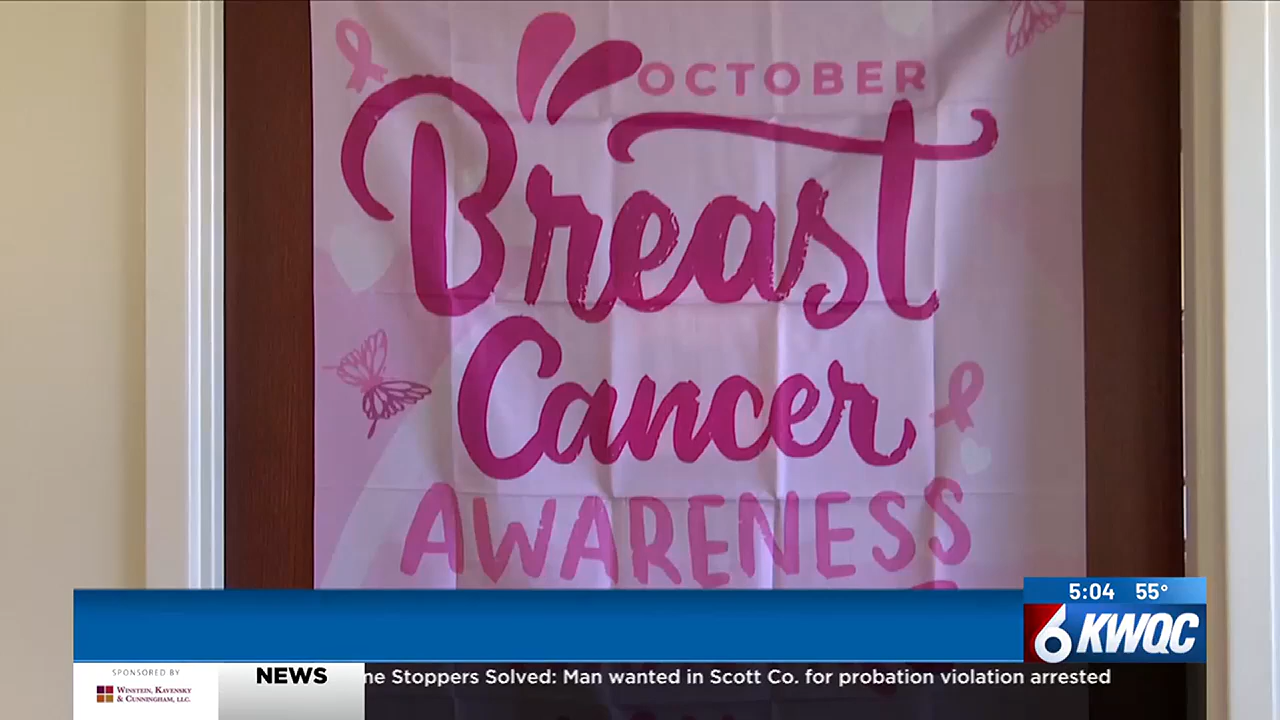 OCTOBER
Breast
Cancer
AWARENESS
5:04 55°
6 KWQC
SPONSORED BY
WINSTEIN, KAVENSKY
& CUNNINGHAM, LLC.
NEWS
me Stoppers Solved: Man wanted in Scott Co. for probation violation arrested